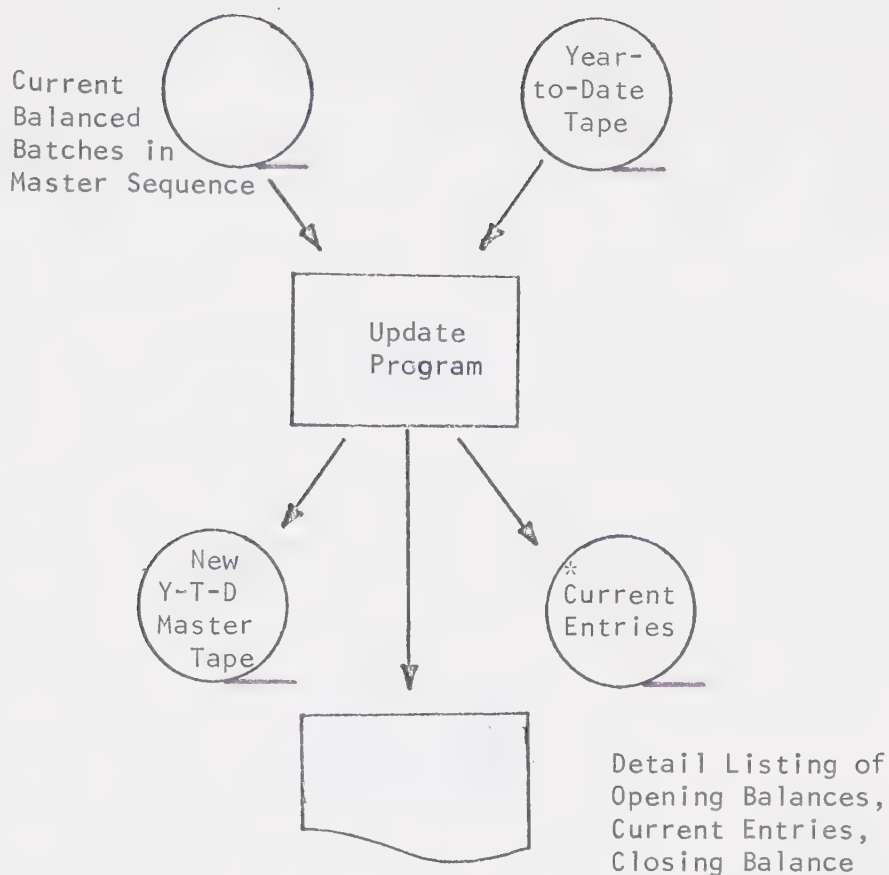 Current
Balanced
Batches in
Master Sequence
Year-
to-Date
Tape
Update
Program
New
Y-T-D
Master
Tape
*
Current
Entries
Detail Listing of
Opening Balances,
Current Entries,
Closing Balance